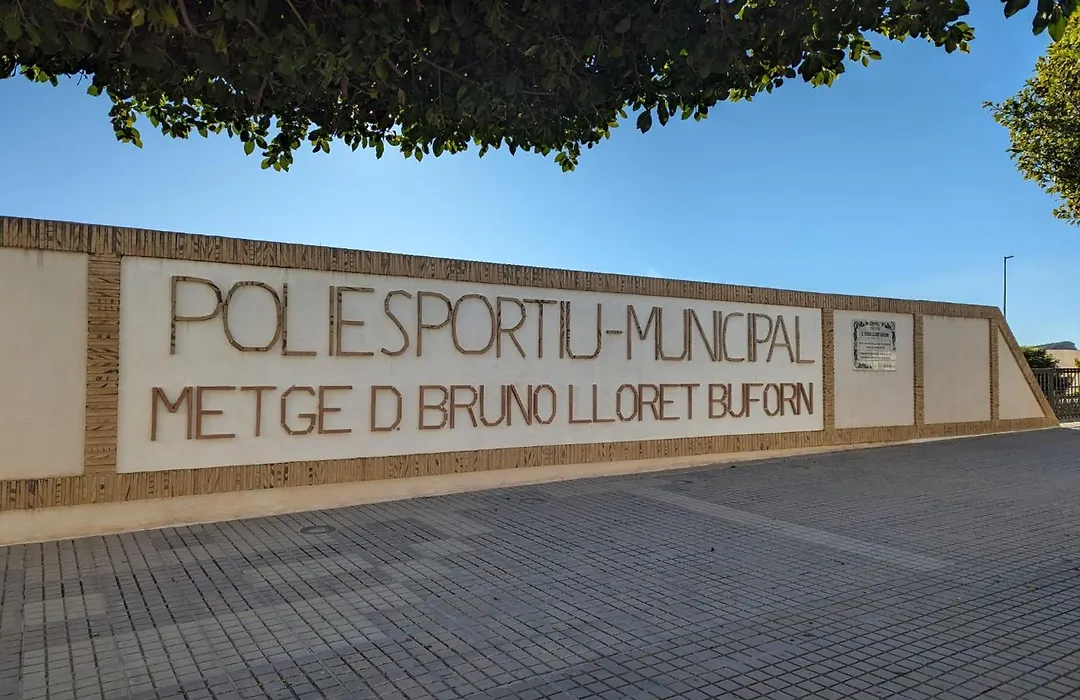 POLIESPORTIU-MUNICIPAL
METGE D. BRUNO LLORET BUFORN